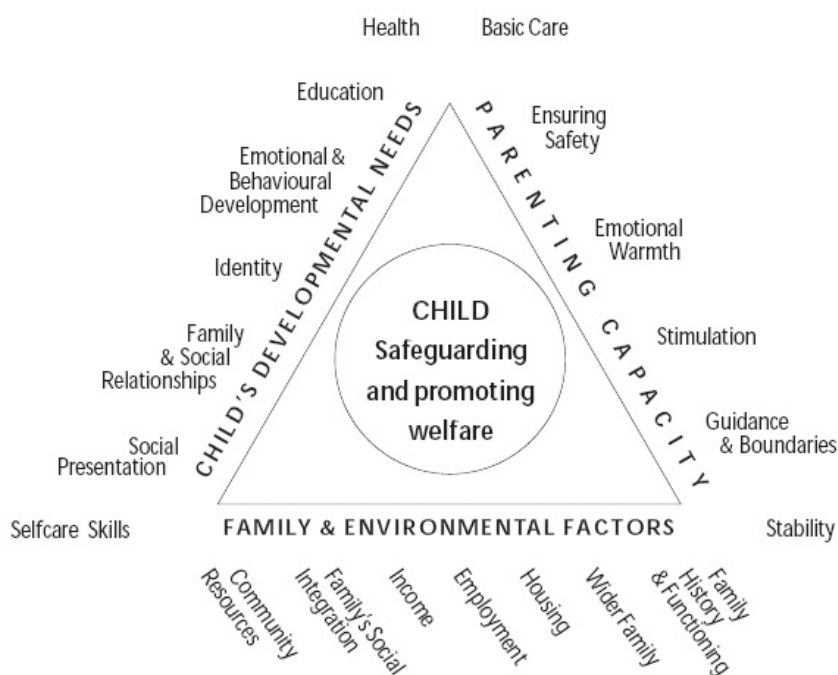 Health
Basic Care
Education
Ensuring
Safety
Emotional &
Behavioural
Development
Emotional
Warmth
Identity
Stimulation
Family
& Social
Relationships
Guidance
& Boundaries
Social
Presentation
Selfcare Skills
Stability
CHILD'S DEVELOPMENTAL NEEDS
PARENTING CAPACITY
CHILD
Safeguarding
and promoting
welfare
FAMILY & ENVIRONMENTAL FACTORS
Community
Resources
Family's Social
Integration
Income
Employment
Housing
Wider Family
Family
History
& Functioning